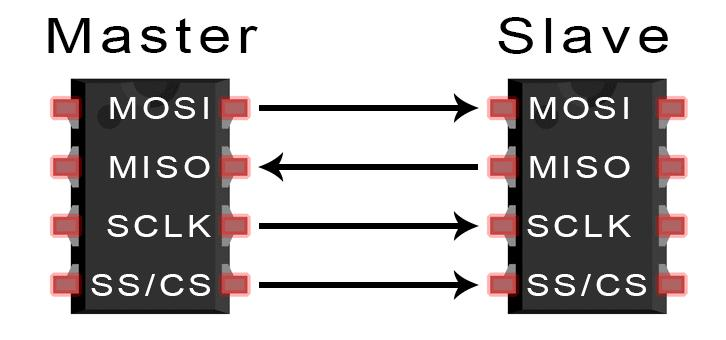 Master
Slave
MOSI
MISO
SCLK
SS/CS
MOSI
MISO
SCLK
SS/CS